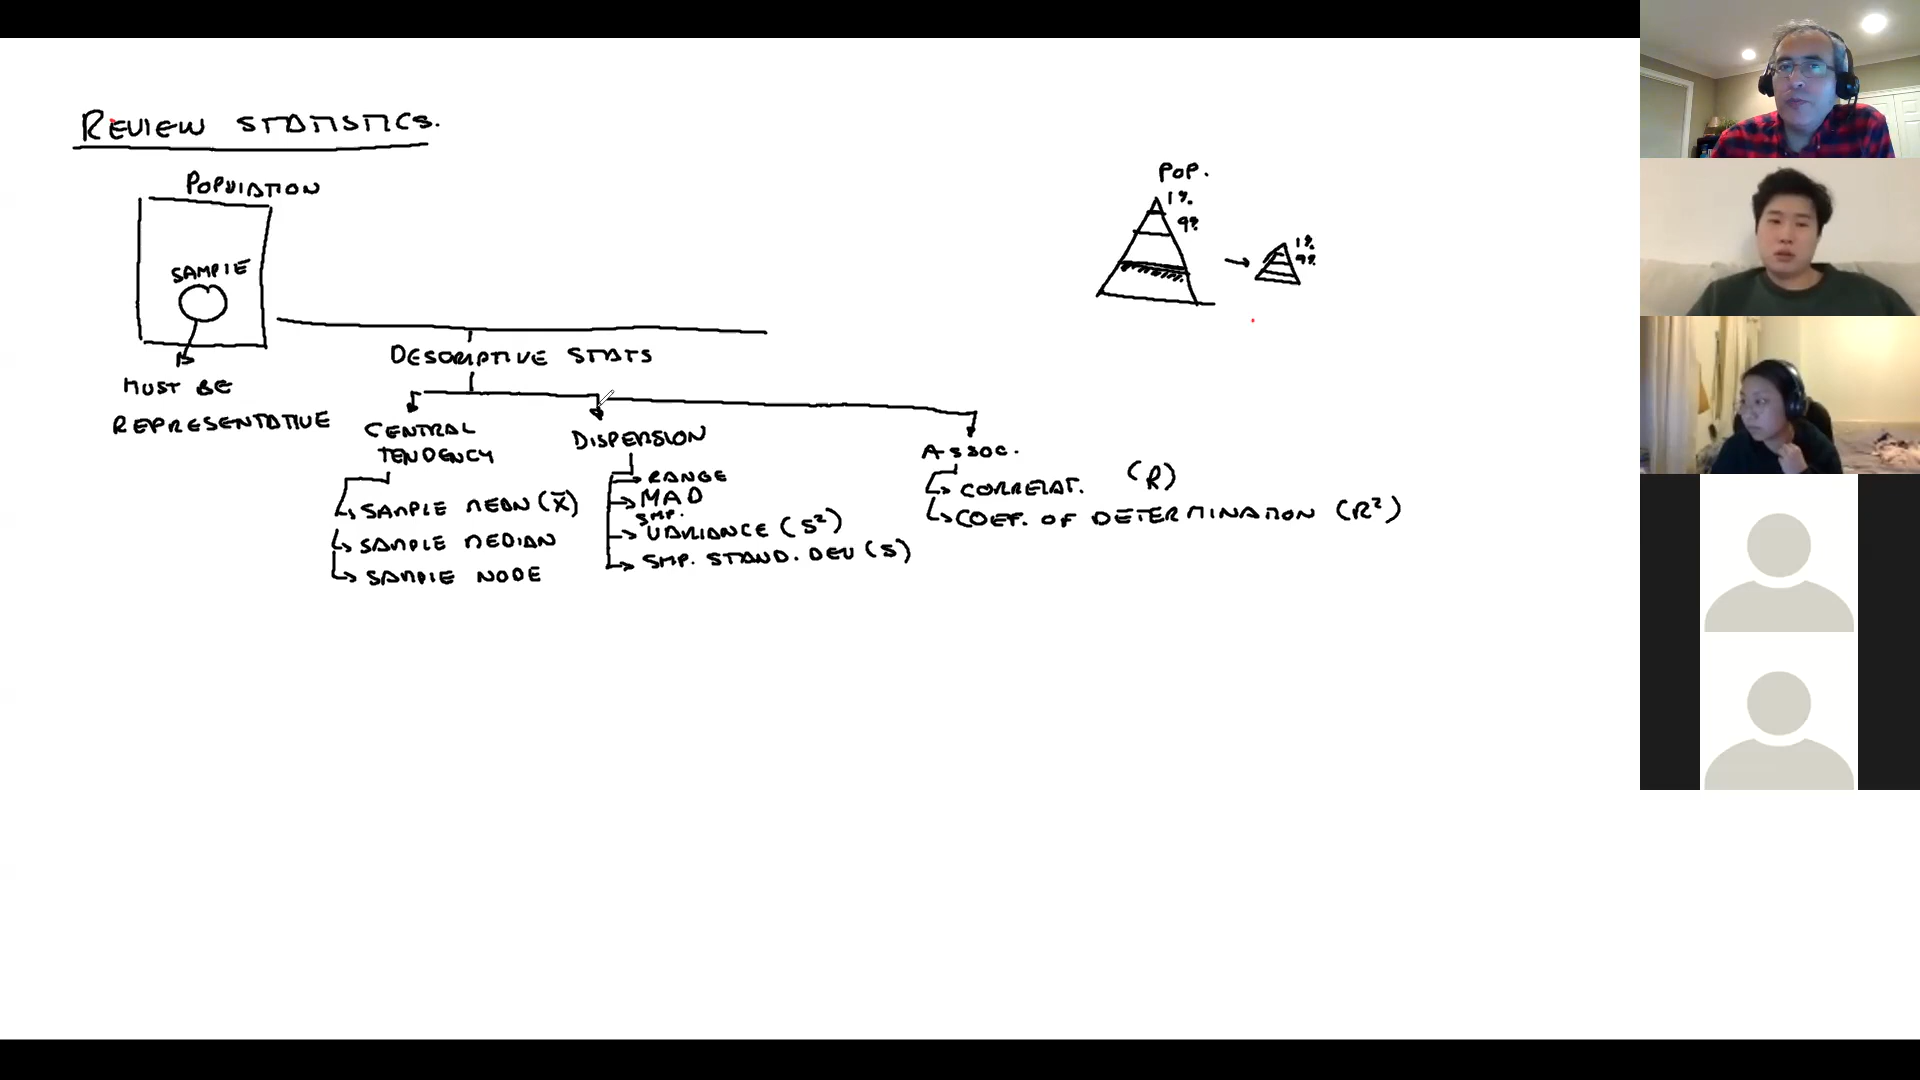 REVIEW STATISTICS.
POPULATION
SAMPLE
MUST BE
REPRESENTATIVE
DESCRIPTIVE STATS
CENTRAL
TENDENCY
SAMPLE MEAN (X̄)
SAMPLE MEDIAN
SAMPLE MODE
DISPERSION
RANGE
MAD
SMP.
VARIANCE (S²)
SMP. STAND. DEV (S)
ASSOC.
CORRELAT. (R)
COEF. OF DETERMINATION (R²)
POP.
1%
9%
1%
9%